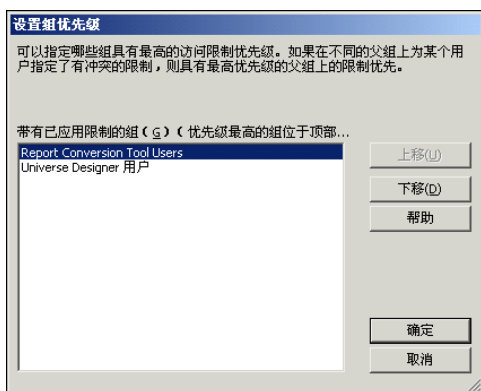 设置组优先级
可以指定哪些组具有最高的访问限制优先级。如果在不同的父组上为某个用
户指定了有冲突的限制，则具有最高优先级的父组上的限制优先。
带有已应用限制的组(G)(优先级最高的组位于顶部...
Report Conversion Tool Users
Universe Designer 用户
上移(U)
下移(D)
帮助
确定
取消